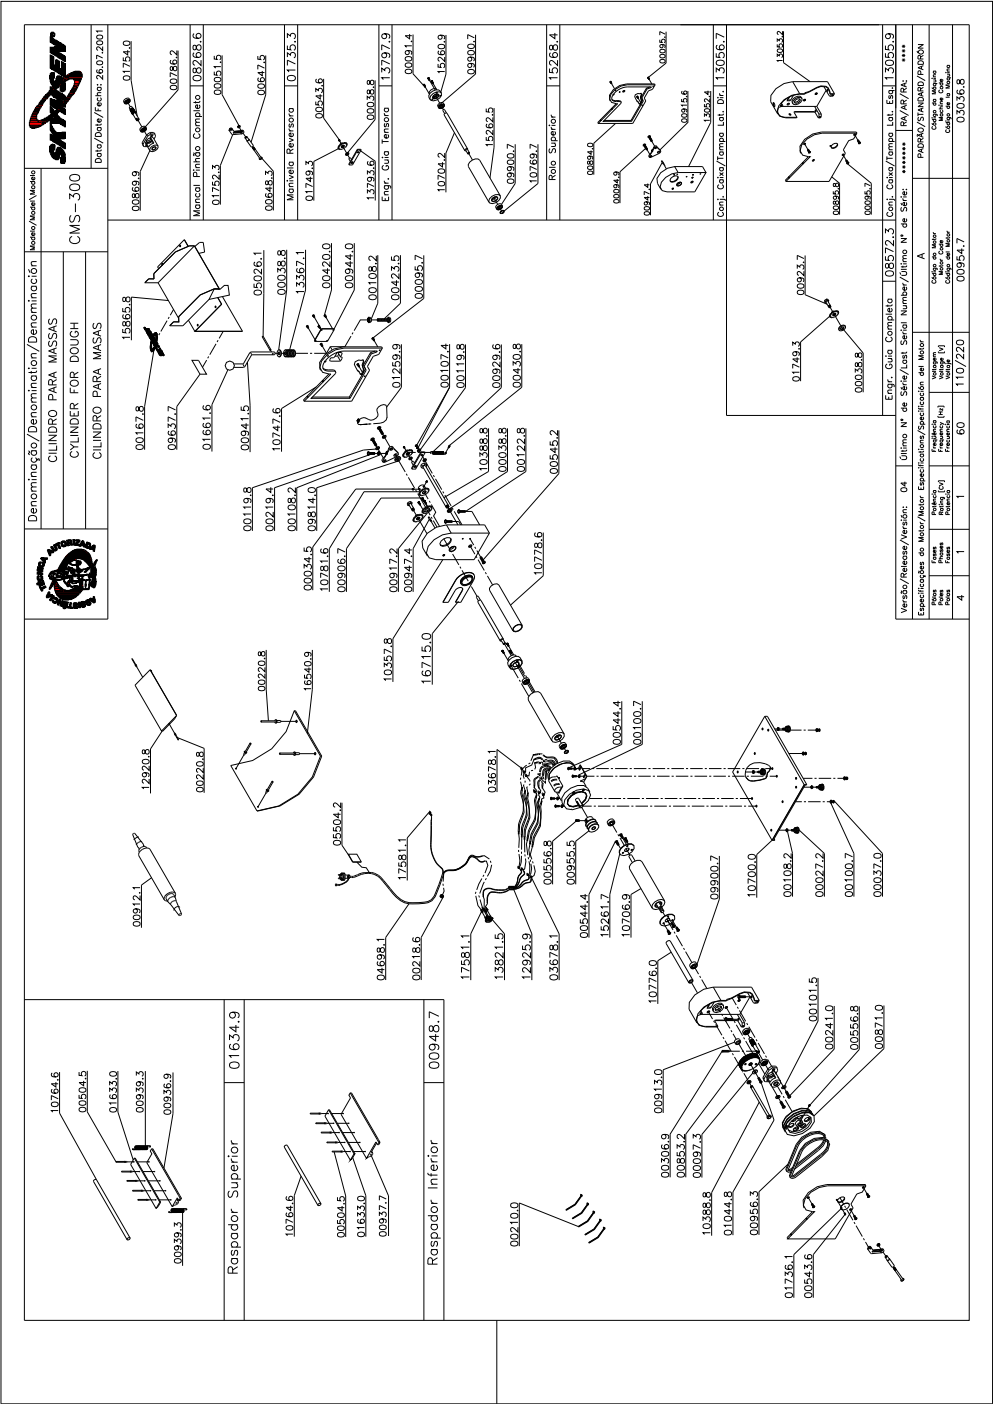 Denominação/Denomination/Denominación
CILINDRO PARA MASSAS
CYLINDER FOR DOUGH
CILINDRO PARA MASAS
Modelo/Model\Modelo
CMS-300
SKYMSEN
Data/Date/Fecha: 26.07.2001
ASSISTÊNCIA TÉCNICA AUTORIZADA
10764.6
00504.5
01633.0
00939.3
00936.9
00939.3
Raspador Superior
01634.9
10764.6
00504.5
01633.0
00937.7
Raspador Inferior
00948.7
00912.1
12920.8
00220.8
00220.8
16540.9
05504.2
17581.1
04698.1
00218.6
17581.1
13821.5
12925.9
03678.1
03678.1
00544.4
00100.7
00556.8
00955.5
00544.4
15261.7
10706.9
09900.7
10776.0
10700.0
00108.2
00027.2
00100.7
00037.0
00210.0
00913.0
00306.9
00853.2
00097.3
10388.8
01044.8
00956.3
01736.1
00543.6
00101.5
00241.0
00556.8
00871.0
15865.8
00167.8
09637.7
01661.6
00941.5
10747.6
05026.1
00038.8
13367.1
00420.0
00944.0
00108.2
00423.5
00095.7
01259.9
00107.4
00119.8
00929.6
00430.8
00119.8
00219.4
00108.2
09814.0
00034.5
10781.6
00906.7
00917.2
00947.4
10388.8
00038.8
00122.8
00545.2
10778.6
10357.8
16715.0
01754.0
00786.2
00869.9
Mancal Pinhão Completo
08268.6
00051.5
00647.5
01752.3
00648.3
Manivela Reversora
01735.3
00543.6
00038.8
01749.3
13793.6
Engr. Guia Tensora
13797.9
00091.4
15260.9
09900.7
15262.5
10704.2
09900.7
10769.7
Rolo Superior
15268.4
00095.7
00894.0
00915.6
13052.4
00094.9
00947.4
Conj. Caixa/Tampa Lat. Dir.
13056.7
13053.2
00895.8
00095.7
Conj. Caixa/Tampa Lat. Esq.
13055.9
00923.7
01749.3
00038.8
Engr. Guia Completo
08572.3
Versão/Release/Versión: 04
Último N° de Série/Last Serial Number/Último N° de Série: *******
RA/AR/RA: ****
Especificações do Motor/Motor Especifications/Specificación del Motor
A
PADRÃO/STANDARD/PADRÓN
Pólos
Poles
Polos
Fases
Phases
Fases
Potência
Rating [CV]
Potencia
Freqüência
Frequency [Hz]
Frecuencia
Voltagem
Voltage [V]
Voltaje
Código do Motor
Motor Code
Código del Motor
Código da Máquina
Machine Code
Código de la Máquina
4
1
1
60
110/220
00954.7
03036.8